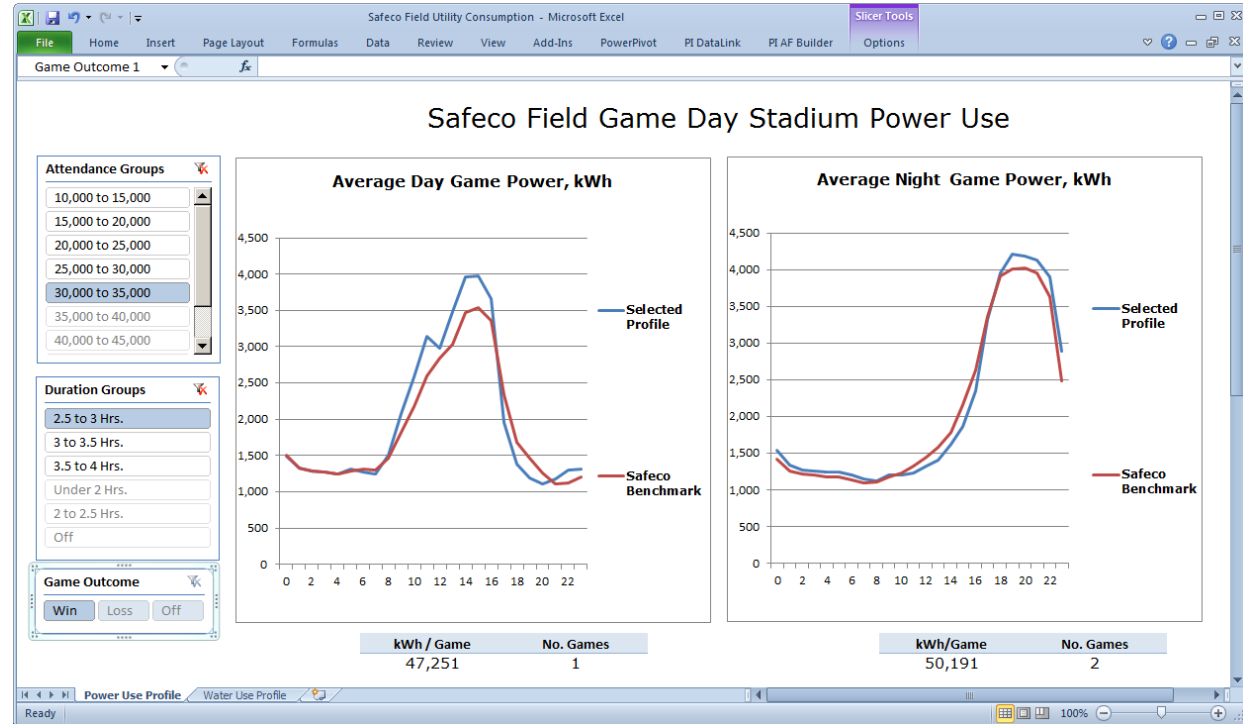 Safeco Field Utility Consumption - Microsoft Excel
Slicer Tools
File Home Insert Page Layout Formulas Data Review View Add-Ins PowerPivot PI DataLink PI AF Builder Options
Game Outcome 1 fx
Safeco Field Game Day Stadium Power Use
Attendance Groups
10,000 to 15,000
15,000 to 20,000
20,000 to 25,000
25,000 to 30,000
30,000 to 35,000
35,000 to 40,000
40,000 to 45,000
Duration Groups
2.5 to 3 Hrs.
3 to 3.5 Hrs.
3.5 to 4 Hrs.
Under 2 Hrs.
2 to 2.5 Hrs.
Off
Game Outcome
Win Loss Off
Average Day Game Power, kWh
4,500
4,000
3,500
3,000
2,500
2,000
1,500
1,000
500
0
0 2 4 6 8 10 12 14 16 18 20 22
Selected
Profile
Safeco
Benchmark
kWh / Game No. Games
47,251 1
Average Night Game Power, kWh
4,500
4,000
3,500
3,000
2,500
2,000
1,500
1,000
500
0
0 2 4 6 8 10 12 14 16 18 20 22
Selected
Profile
Safeco
Benchmark
kWh/Game No. Games
50,191 2
Power Use Profile Water Use Profile
Ready 100%